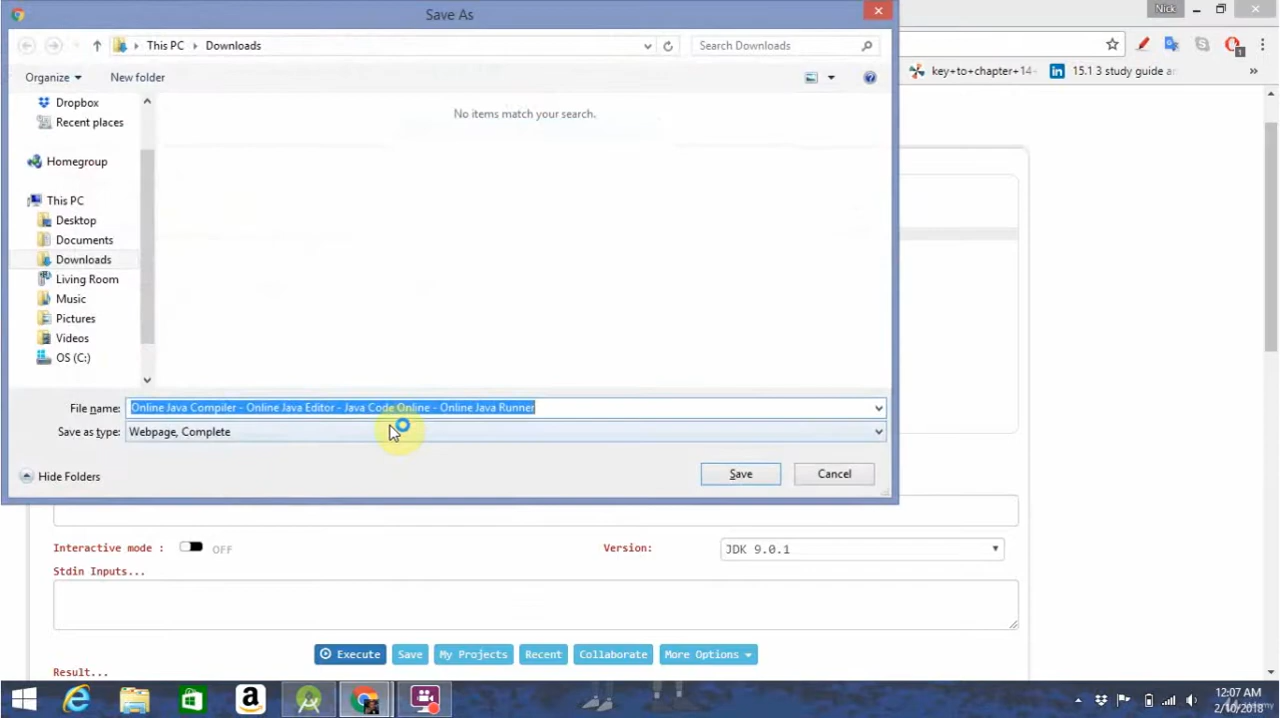 Save As
Nick
This PC
Downloads
Search Downloads
Organize
New folder
key+to+chapter+14-
in
15.1 3 study guide a
»
Dropbox
Recent places
No items match your search.
Homegroup
This PC
Desktop
Documents
Downloads
Living Room
Music
Pictures
Videos
OS (C:)
File name:
Online Java Compiler - Online Java Editor - Java Code Online - Online Java Runner
Save as type:
Webpage, Complete
Hide Folders
Save
Cancel
Interactive mode :
OFF
Version:
JDK 9.0.1
Stdin Inputs...
Execute
Save
My Projects
Recent
Collaborate
More Options
Result...
12:07 AM
2/10/2018